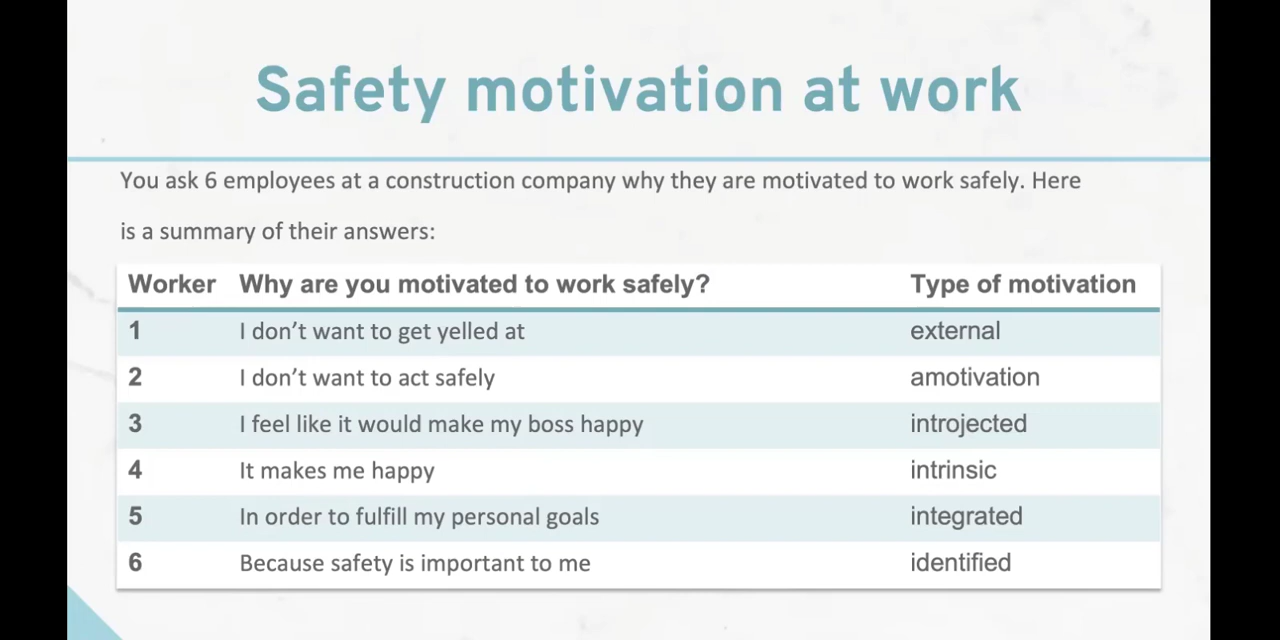 Safety motivation at work
You ask 6 employees at a construction company why they are motivated to work safely. Here
is a summary of their answers:
Worker Why are you motivated to work safely? Type of motivation
1 I don’t want to get yelled at external
2 I don’t want to act safely amotivation
3 I feel like it would make my boss happy introjected
4 It makes me happy intrinsic
5 In order to fulfill my personal goals integrated
6 Because safety is important to me identified